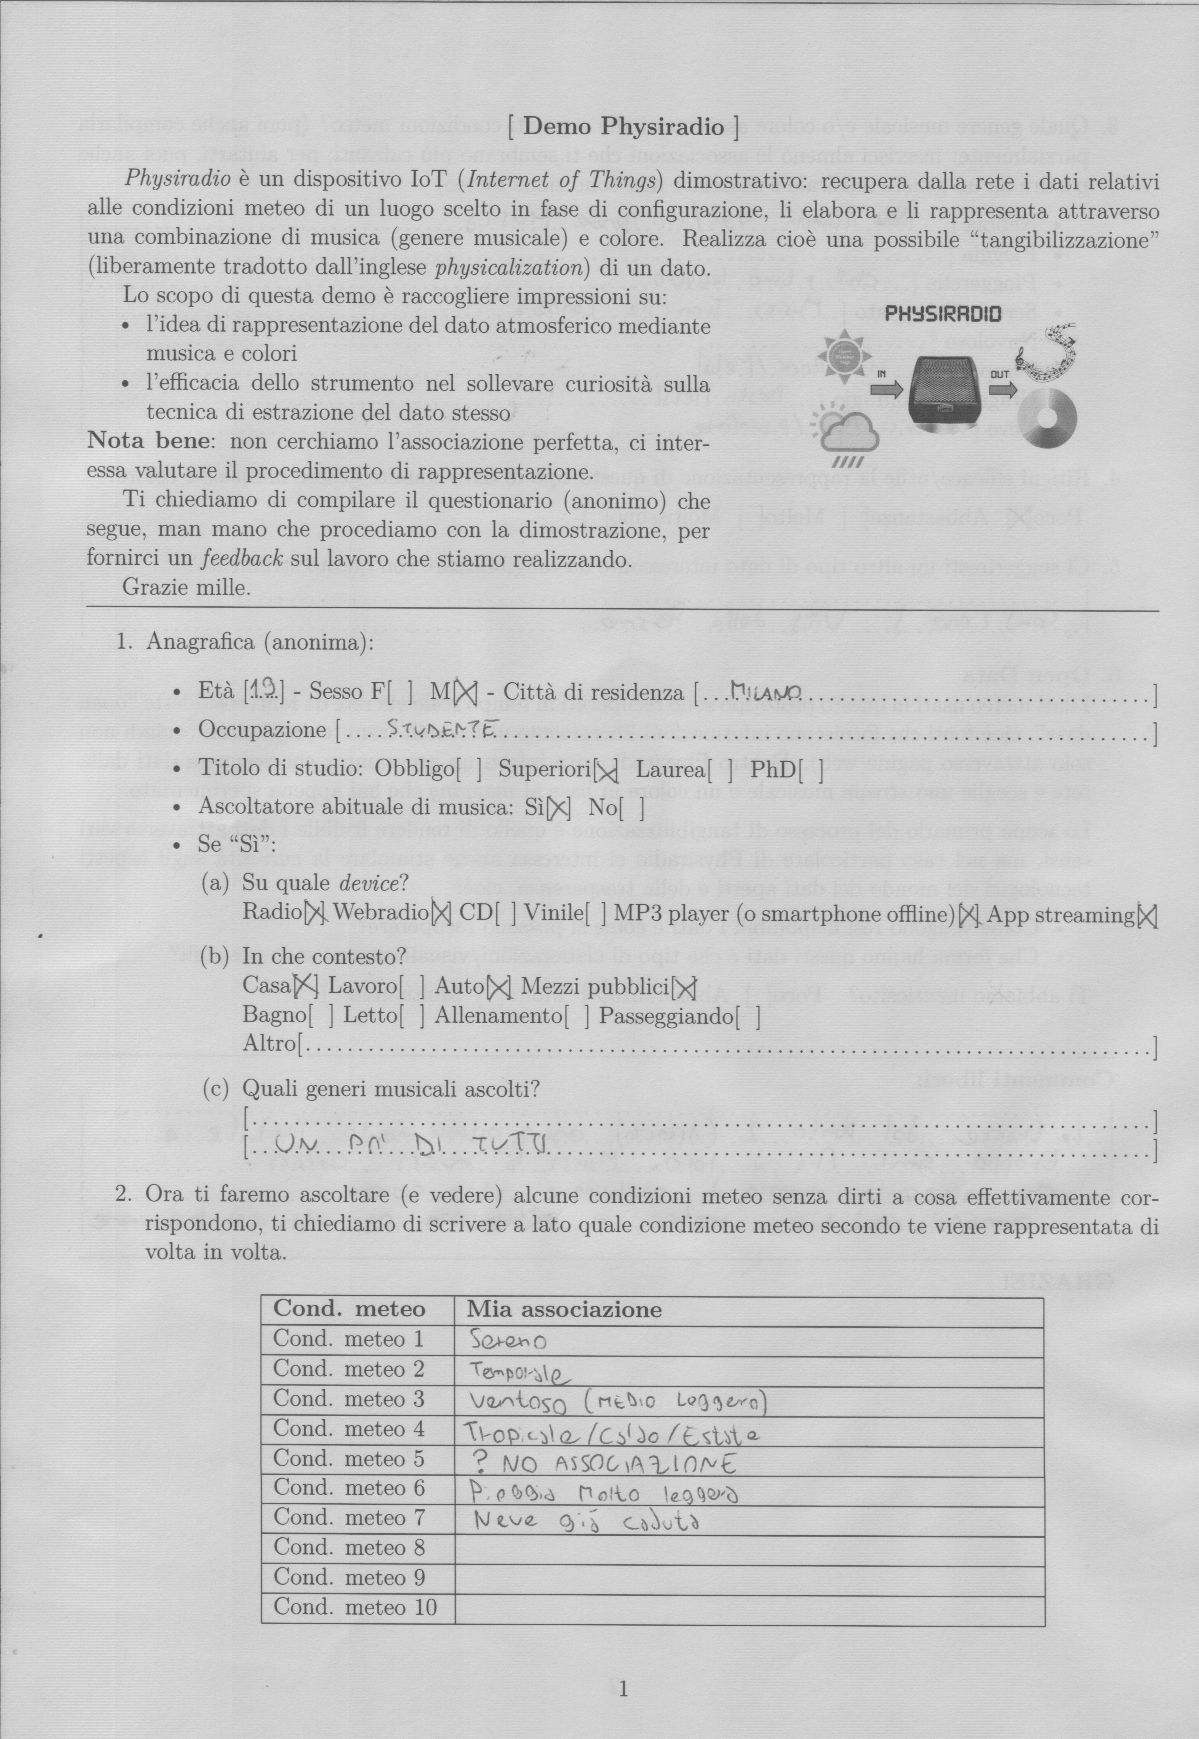 [ Demo Physiradio ]
Physiradio è un dispositivo IoT (Internet of Things) dimostrativo: recupera dalla rete i dati relativi
alle condizioni meteo di un luogo scelto in fase di configurazione, li elabora e li rappresenta attraverso
una combinazione di musica (genere musicale) e colore. Realizza cioè una possibile “tangibilizzazione”
(liberamente tradotto dall'inglese physicalization) di un dato.
Lo scopo di questa demo è raccogliere impressioni su:
• l'idea di rappresentazione del dato atmosferico mediante
musica e colori
• l'efficacia dello strumento nel sollevare curiosità sulla
tecnica di estrazione del dato stesso
Nota bene: non cerchiamo l'associazione perfetta, ci inter-
essa valutare il procedimento di rappresentazione.
Ti chiediamo di compilare il questionario (anonimo) che
segue, man mano che procediamo con la dimostrazione, per
fornirci un feedback sul lavoro che stiamo realizzando.
Grazie mille.
PHYSIRADIO
IN
OUT
1. Anagrafica (anonima):
• Età [19] - Sesso F[ ] M[X] - Città di residenza [...MILANO...]
• Occupazione [....STUDENTE...]
• Titolo di studio: Obbligo[ ] Superiori[X] Laurea[ ] PhD[ ]
• Ascoltatore abituale di musica: Sì[X] No[ ]
• Se “Sì”:
(a) Su quale device?
Radio[X] Webradio[X] CD[ ] Vinile[ ] MP3 player (o smartphone offline)[X] App streaming[X]
(b) In che contesto?
Casa[X] Lavoro[ ] Auto[X] Mezzi pubblici[X]
Bagno[ ] Letto[ ] Allenamento[ ] Passeggiando[ ]
Altro[...]
(c) Quali generi musicali ascolti?
[...]
[...UN PO' DI TUTTO...]
2. Ora ti faremo ascoltare (e vedere) alcune condizioni meteo senza dirti a cosa effettivamente cor-
rispondono, ti chiediamo di scrivere a lato quale condizione meteo secondo te viene rappresentata di
volta in volta.
Cond. meteo Mia associazione
Cond. meteo 1 Sereno
Cond. meteo 2 Temporale
Cond. meteo 3 Ventoso (MEDIO Leggero)
Cond. meteo 4 Tropicale/Caldo/Estate
Cond. meteo 5 ? NO ASSOCIAZIONE
Cond. meteo 6 Pioggia Molto leggera
Cond. meteo 7 Neve già caduta
Cond. meteo 8
Cond. meteo 9
Cond. meteo 10
1